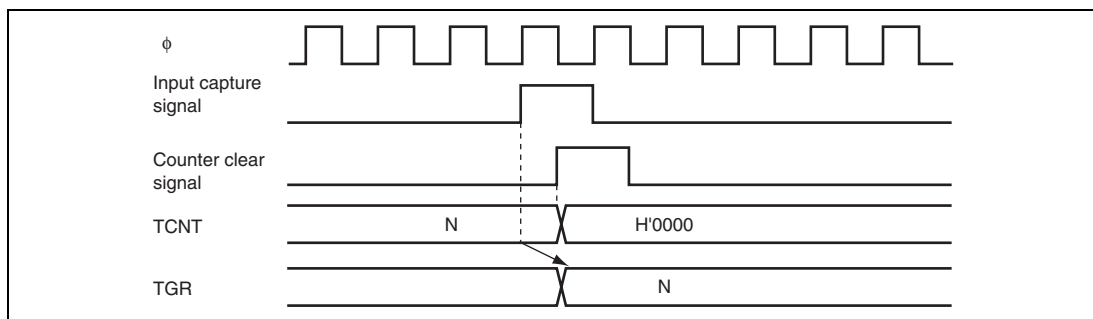 ϕ
Input capture
signal
Counter clear
signal
TCNT N H'0000
TGR N